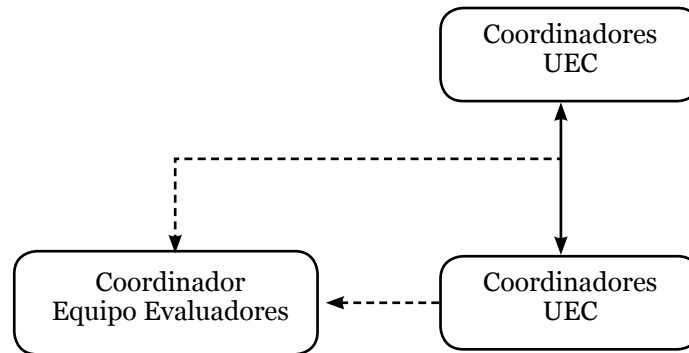 Coordinadores
UEC
Coordinador
Equipo Evaluadores
Coordinadores
UEC